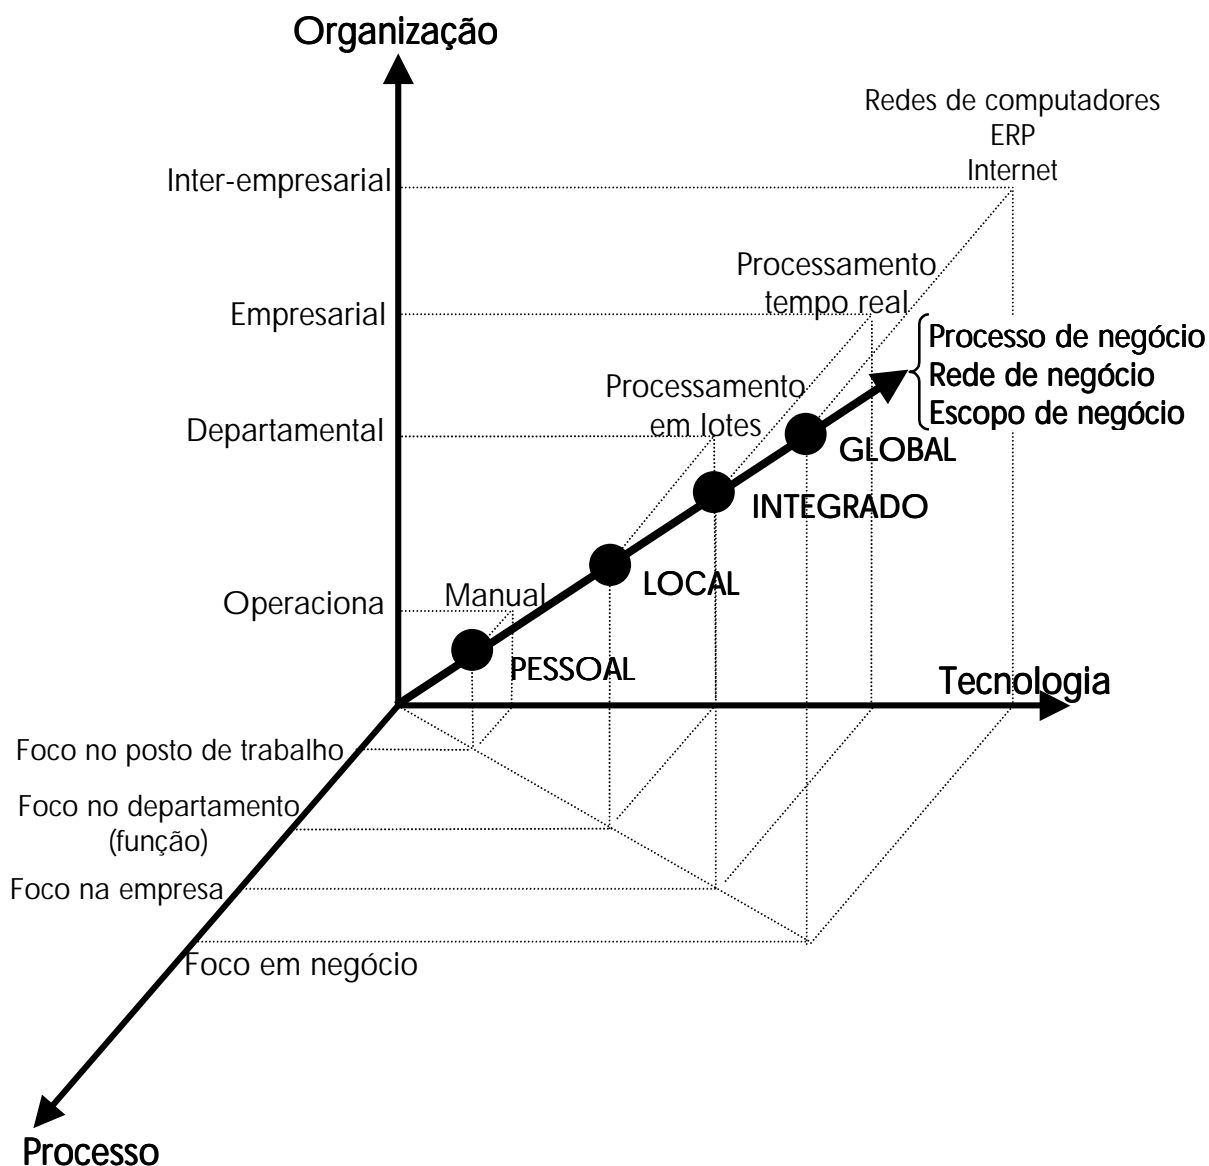 Organização
Redes de computadores
ERP
Internet
Inter-empresarial
Processamento
tempo real
Empresarial
Processo de negócio
Rede de negócio
Escopo de negócio
Processamento
em lotes
Departamental
GLOBAL
INTEGRADO
LOCAL
Manual
Operaciona
PESSOAL
Tecnologia
Foco no posto de trabalho
Foco no departamento
(função)
Foco na empresa
Foco em negócio
Processo